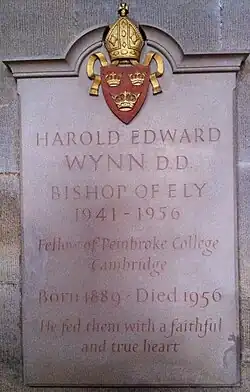 HAROLD EDWARD
WYNN D.D.
BISHOP OF ELY
1941 - 1956
Fellow of Pembroke College
Cambridge
Born 1889 · Died 1956
He fed them with a faithful
and true heart